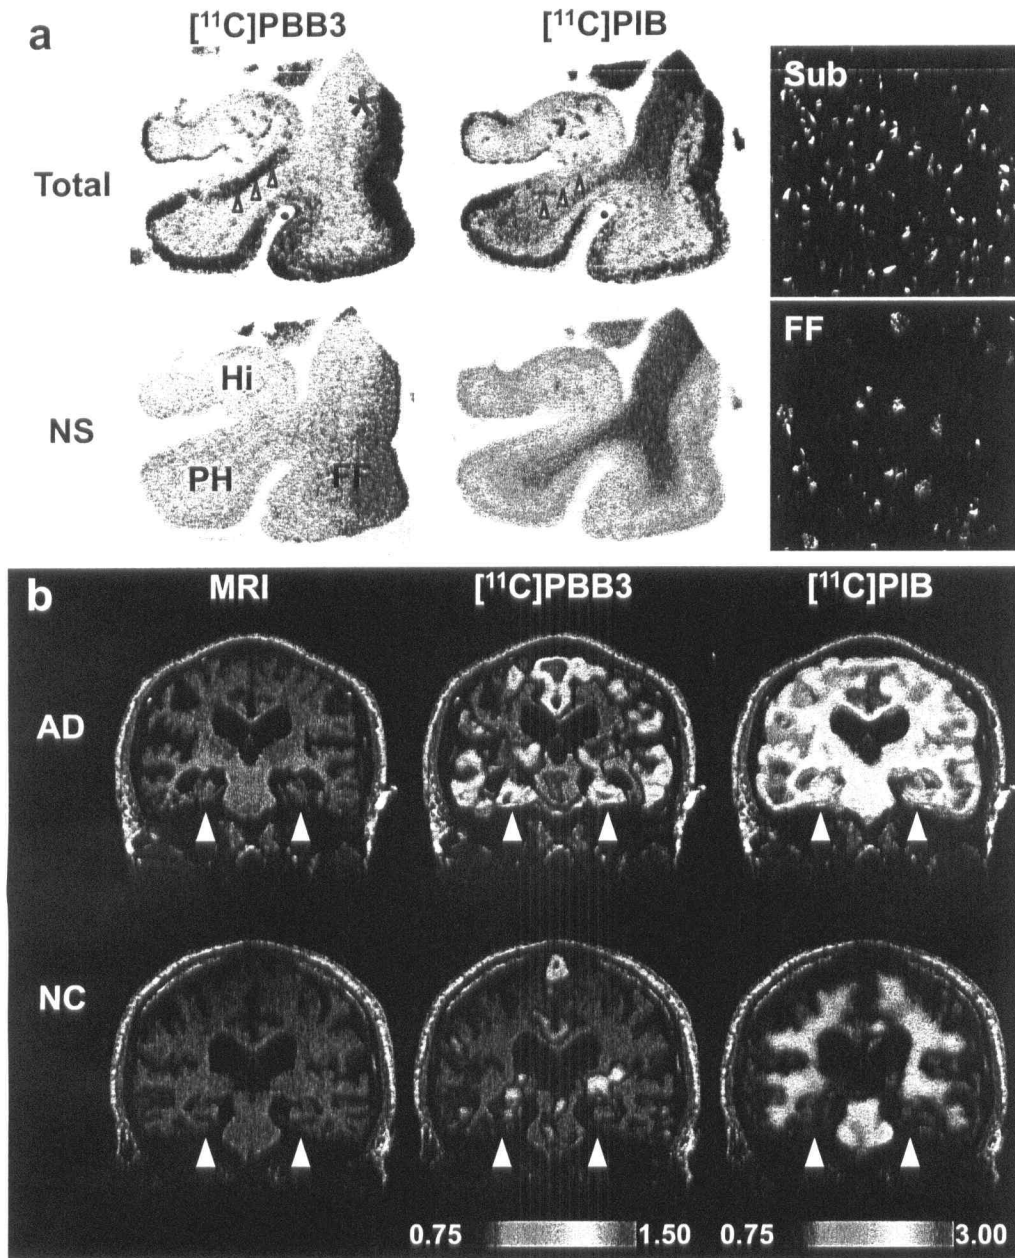 a
[¹¹C]PBB3 [¹¹C]PIB
Sub
Total
*
Hi
NS
PH FF
FF
b
MRI [¹¹C]PBB3 [¹¹C]PIB
AD
NC
0.75 1.50 0.75 3.00